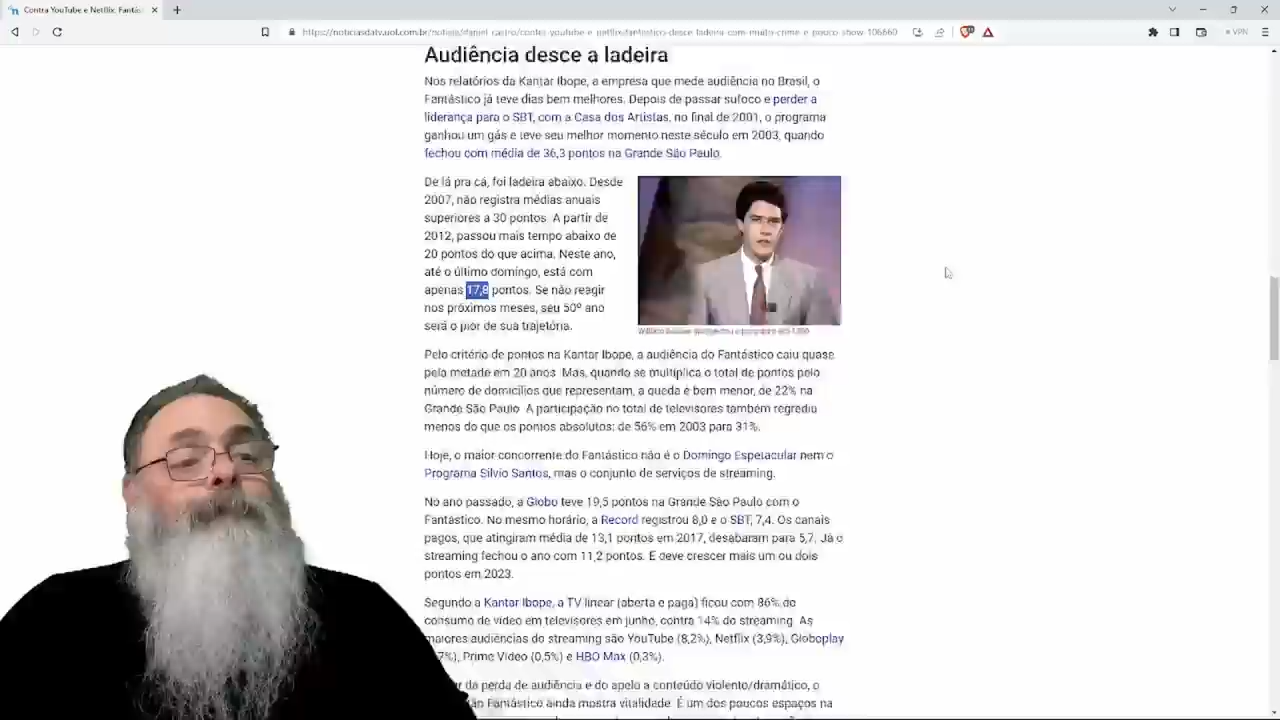 Contra YouTube e Netflix: Fantás
https://noticiasdatv.uol.com.br/noticia/daniel-castro/contra-youtube-e-netflix-fantastico-desce-ladeira-com-muito-crime-e-pouco-show-106660
VPN
Audiência desce a ladeira
Nos relatórios da Kantar Ibope, a empresa que mede audiência no Brasil, o
Fantástico já teve dias bem melhores. Depois de passar sufoco e perder a
liderança para o SBT, com a Casa dos Artistas, no final de 2001, o programa
ganhou um gás e teve seu melhor momento neste século em 2003, quando
fechou com média de 36,3 pontos na Grande São Paulo.
De lá pra cá, foi ladeira abaixo. Desde
2007, não registra médias anuais
superiores a 30 pontos. A partir de
2012, passou mais tempo abaixo de
20 pontos do que acima. Neste ano,
até o último domingo, está com
apenas 17,8 pontos. Se não reagir
nos próximos meses, seu 50º ano
será o pior de sua trajetória.
Pelo critério de pontos na Kantar Ibope, a audiência do Fantástico caiu quase
pela metade em 20 anos. Mas, quando se multiplica o total de pontos pelo
número de domicílios que representam, a queda é bem menor, de 22% na
Grande São Paulo. A participação no total de televisores também regrediu
menos do que os pontos absolutos: de 56% em 2003 para 31%.
Hoje, o maior concorrente do Fantástico não é o Domingo Espetacular nem o
Programa Silvio Santos, mas o conjunto de serviços de streaming.
No ano passado, a Globo teve 19,5 pontos na Grande São Paulo com o
Fantástico. No mesmo horário, a Record registrou 8,0 e o SBT, 7,4. Os canais
pagos, que atingiram média de 13,1 pontos em 2017, desabaram para 5,7. Já o
streaming fechou o ano com 11,2 pontos. E deve crescer mais um ou dois
pontos em 2023.
Segundo a Kantar Ibope, a TV linear (aberta e paga) ficou com 86% do
consumo de vídeo em televisores em junho, contra 14% do streaming. As
maiores audiências do streaming são YouTube (8,2%), Netflix (3,9%), Globoplay
7%), Prime Video (0,5%) e HBO Max (0,3%).
da perda de audiência e do apelo a conteúdo violento/dramático, o
Fantástico ainda mostra vitalidade. É um dos poucos espaços na